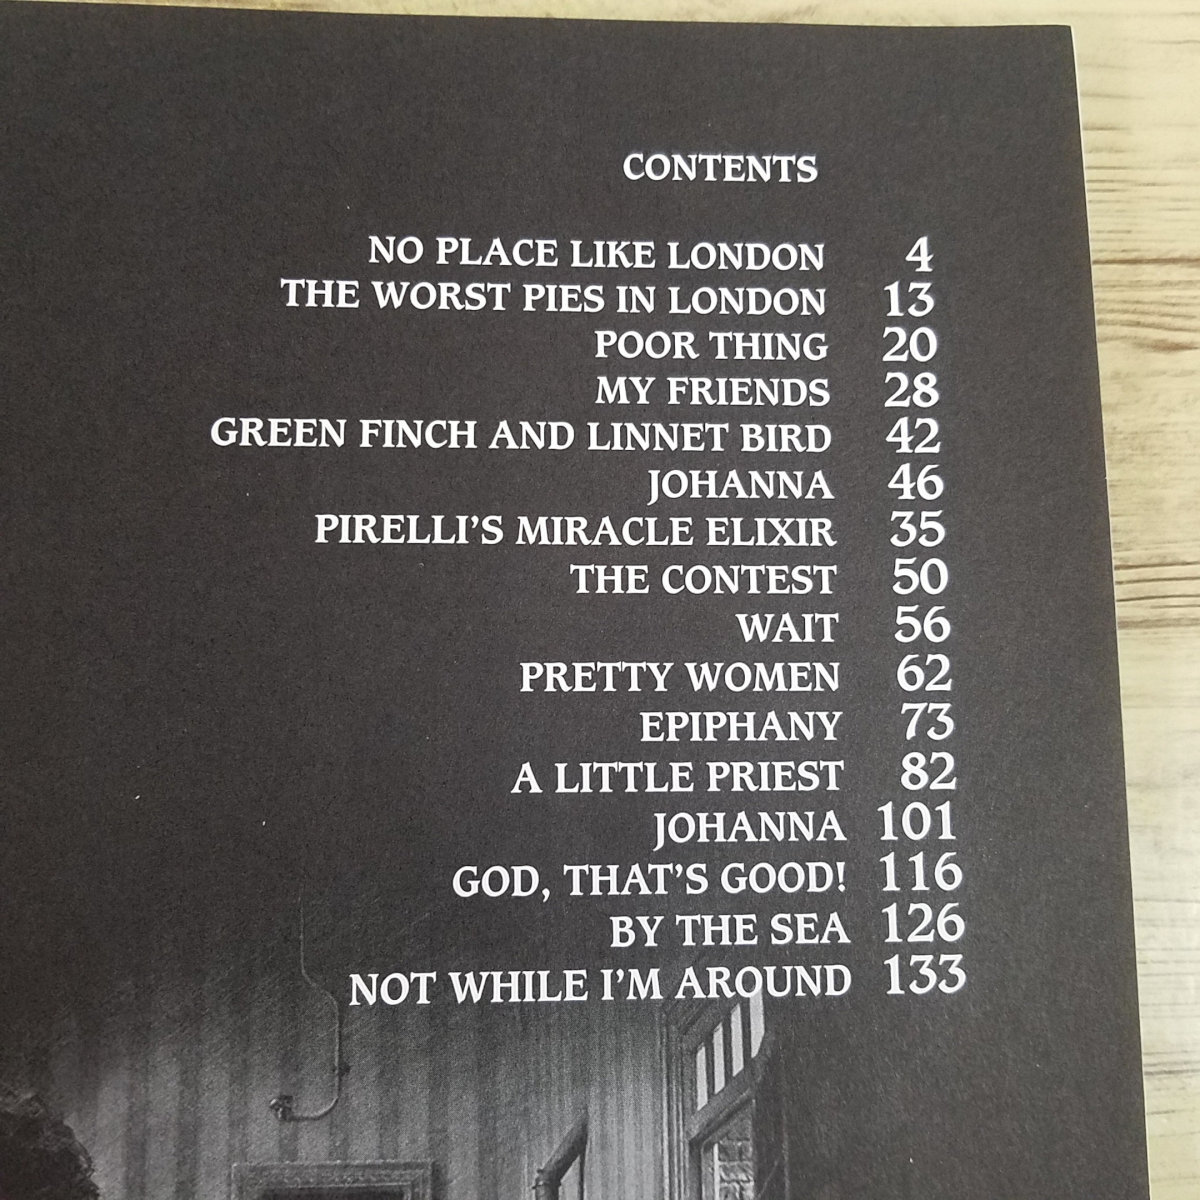 CONTENTS
NO PLACE LIKE LONDON 4
THE WORST PIES IN LONDON 13
POOR THING 20
MY FRIENDS 28
GREEN FINCH AND LINNET BIRD 42
JOHANNA 46
PIRELLI'S MIRACLE ELIXIR 35
THE CONTEST 50
WAIT 56
PRETTY WOMEN 62
EPIPHANY 73
A LITTLE PRIEST 82
JOHANNA 101
GOD, THAT'S GOOD! 116
BY THE SEA 126
NOT WHILE I'M AROUND 133